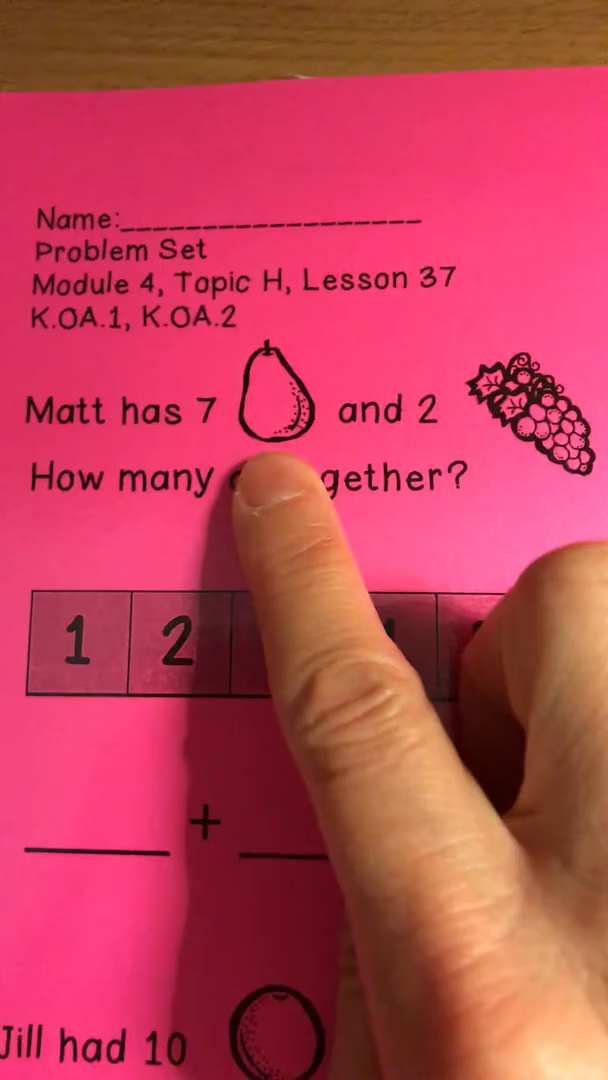 Name:___________________
Problem Set
Module 4, Topic H, Lesson 37
K.OA.1, K.OA.2
Matt has 7 and 2
How many gether?
1 2
+
Jill had 10